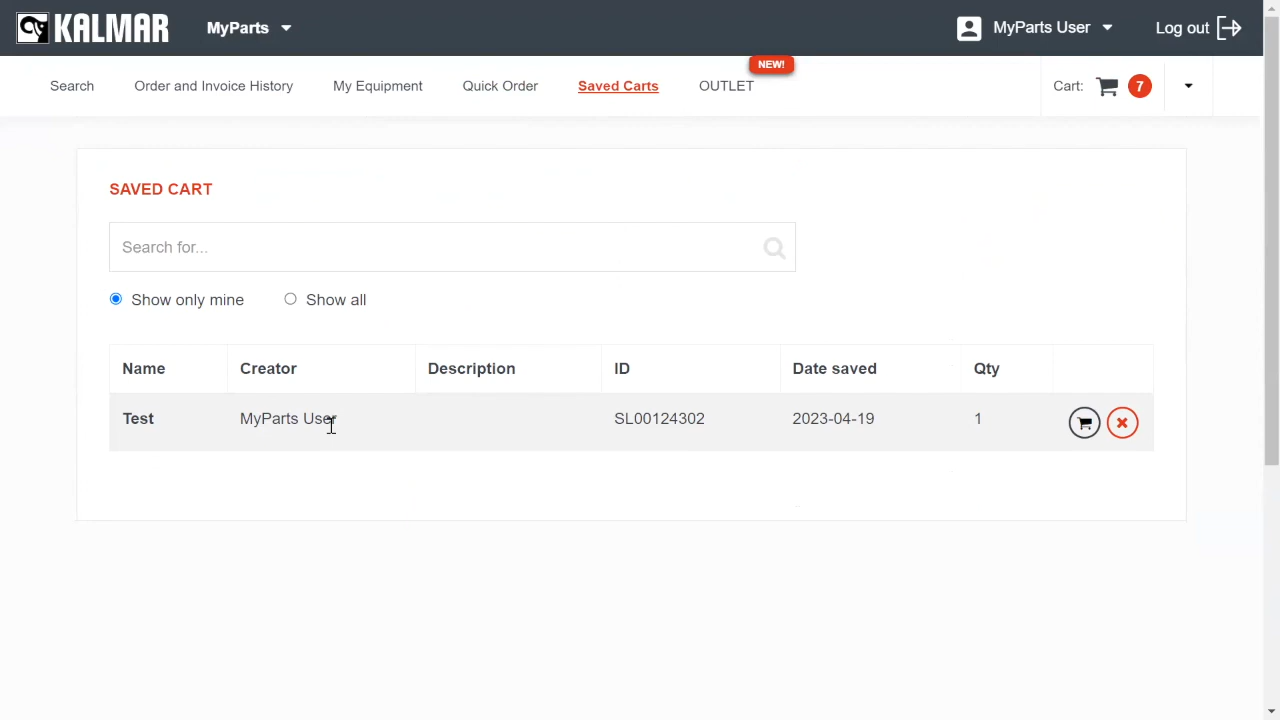 KALMAR MyParts MyParts User Log out
NEW!
Search Order and Invoice History My Equipment Quick Order Saved Carts OUTLET Cart: 7
SAVED CART
Search for...
Show only mine Show all
Name Creator Description ID Date saved Qty
Test MyParts User SL00124302 2023-04-19 1